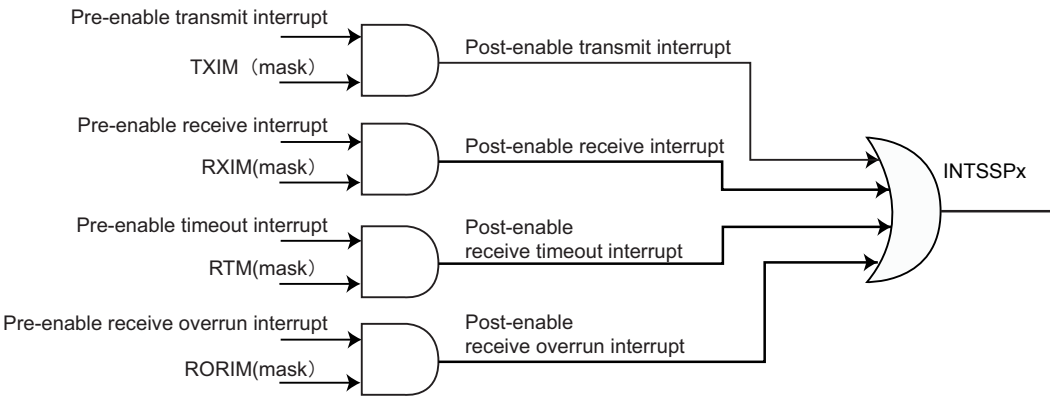 Pre-enable transmit interrupt
TXIM （mask）
Post-enable transmit interrupt
Pre-enable receive interrupt
RXIM(mask）
Post-enable receive interrupt
INTSSPx
Pre-enable timeout interrupt
RTM(mask）
Post-enable
receive timeout interrupt
Pre-enable receive overrun interrupt
RORIM(mask）
Post-enable
receive overrun interrupt